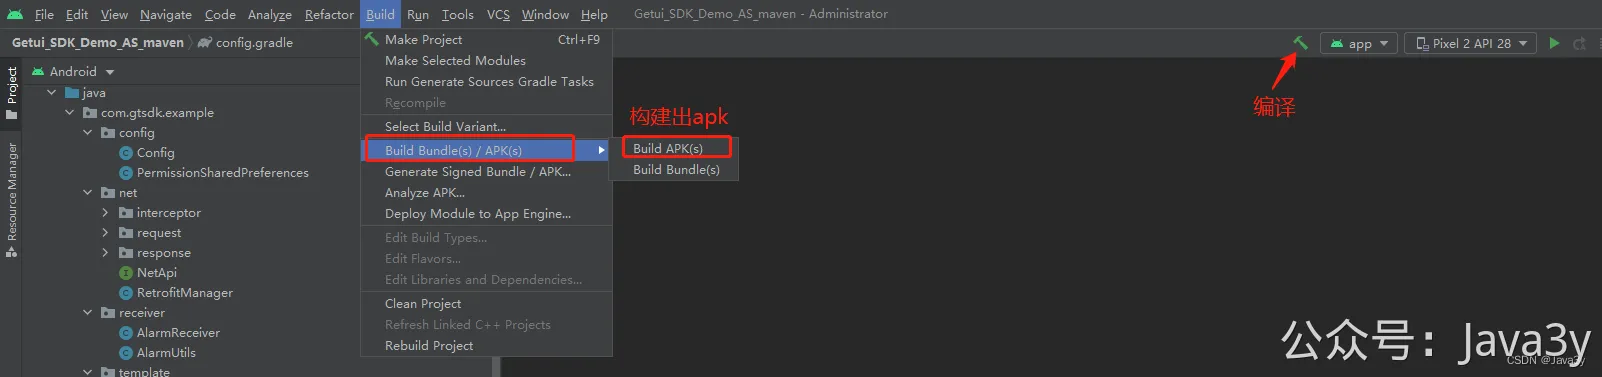 File Edit View Navigate Code Analyze Refactor Build Run Tools VCS Window Help Getui_SDK_Demo_AS_maven - Administrator
Getui_SDK_Demo_AS_maven config.gradle
app Pixel 2 API 28
编译
Project
Resource Manager
Android
java
com.gtsdk.example
config
Config
PermissionSharedPreferences
net
interceptor
request
response
NetApi
RetrofitManager
receiver
AlarmReceiver
AlarmUtils
template
Make Project Ctrl+F9
Make Selected Modules
Run Generate Sources Gradle Tasks
Recompile
Select Build Variant...
Build Bundle(s) / APK(s)
Generate Signed Bundle / APK...
Analyze APK...
Deploy Module to App Engine...
Edit Build Types...
Edit Flavors...
Edit Libraries and Dependencies...
Clean Project
Refresh Linked C++ Projects
Rebuild Project
构建出apk
Build APK(s)
Build Bundle(s)
公众号：Java3y
CSDN @Java3y